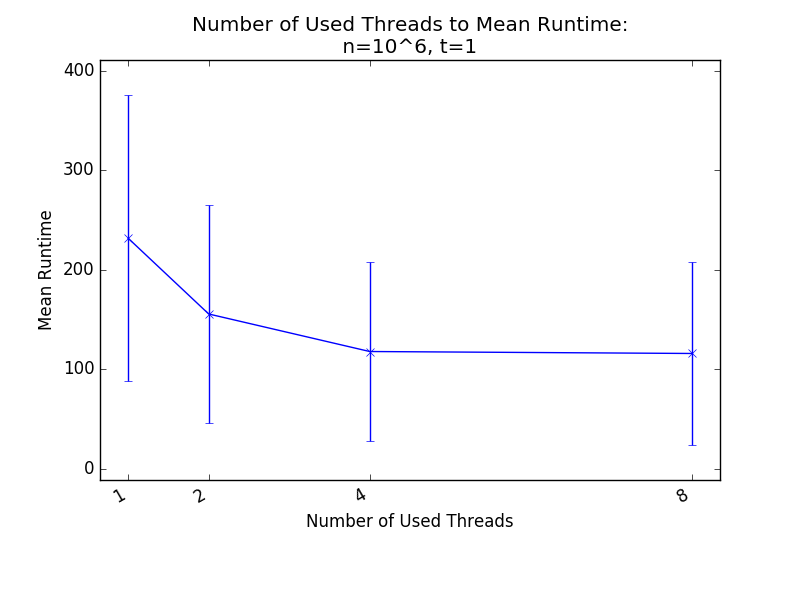 Number of Used Threads to Mean Runtime:
n=10^6, t=1
400
300
200
100
0
Mean Runtime
1
2
4
8
Number of Used Threads